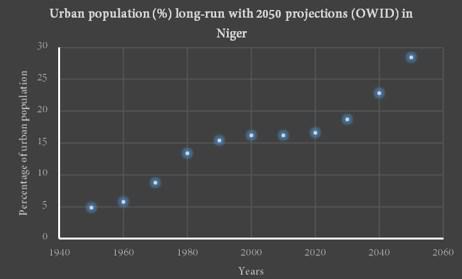 Urban population (%) long-run with 2050 projections (OWID) in
Niger
30
25
20
15
10
5
0
Percentage of urban population
1940 1960 1980 2000 2020 2040 2060
Years